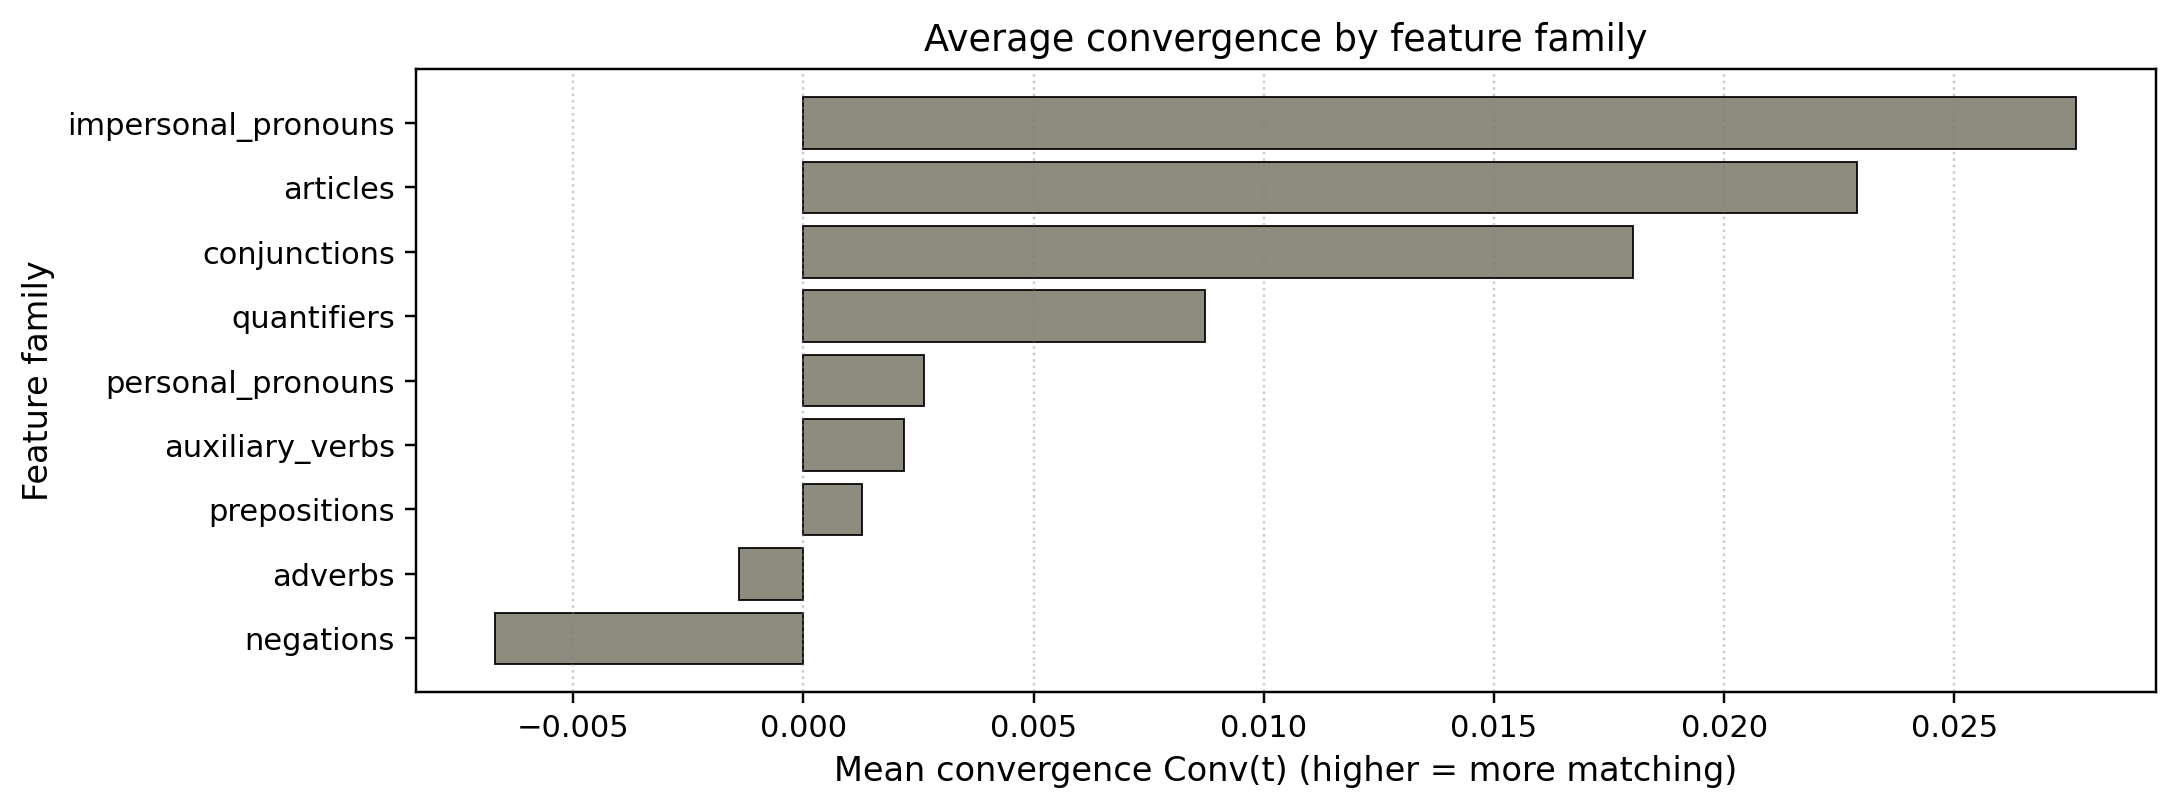 Average convergence by feature family
Feature family
impersonal_pronouns
articles
conjunctions
quantifiers
personal_pronouns
auxiliary_verbs
prepositions
adverbs
negations
−0.005 0.000 0.005 0.010 0.015 0.020 0.025
Mean convergence Conv(t) (higher = more matching)